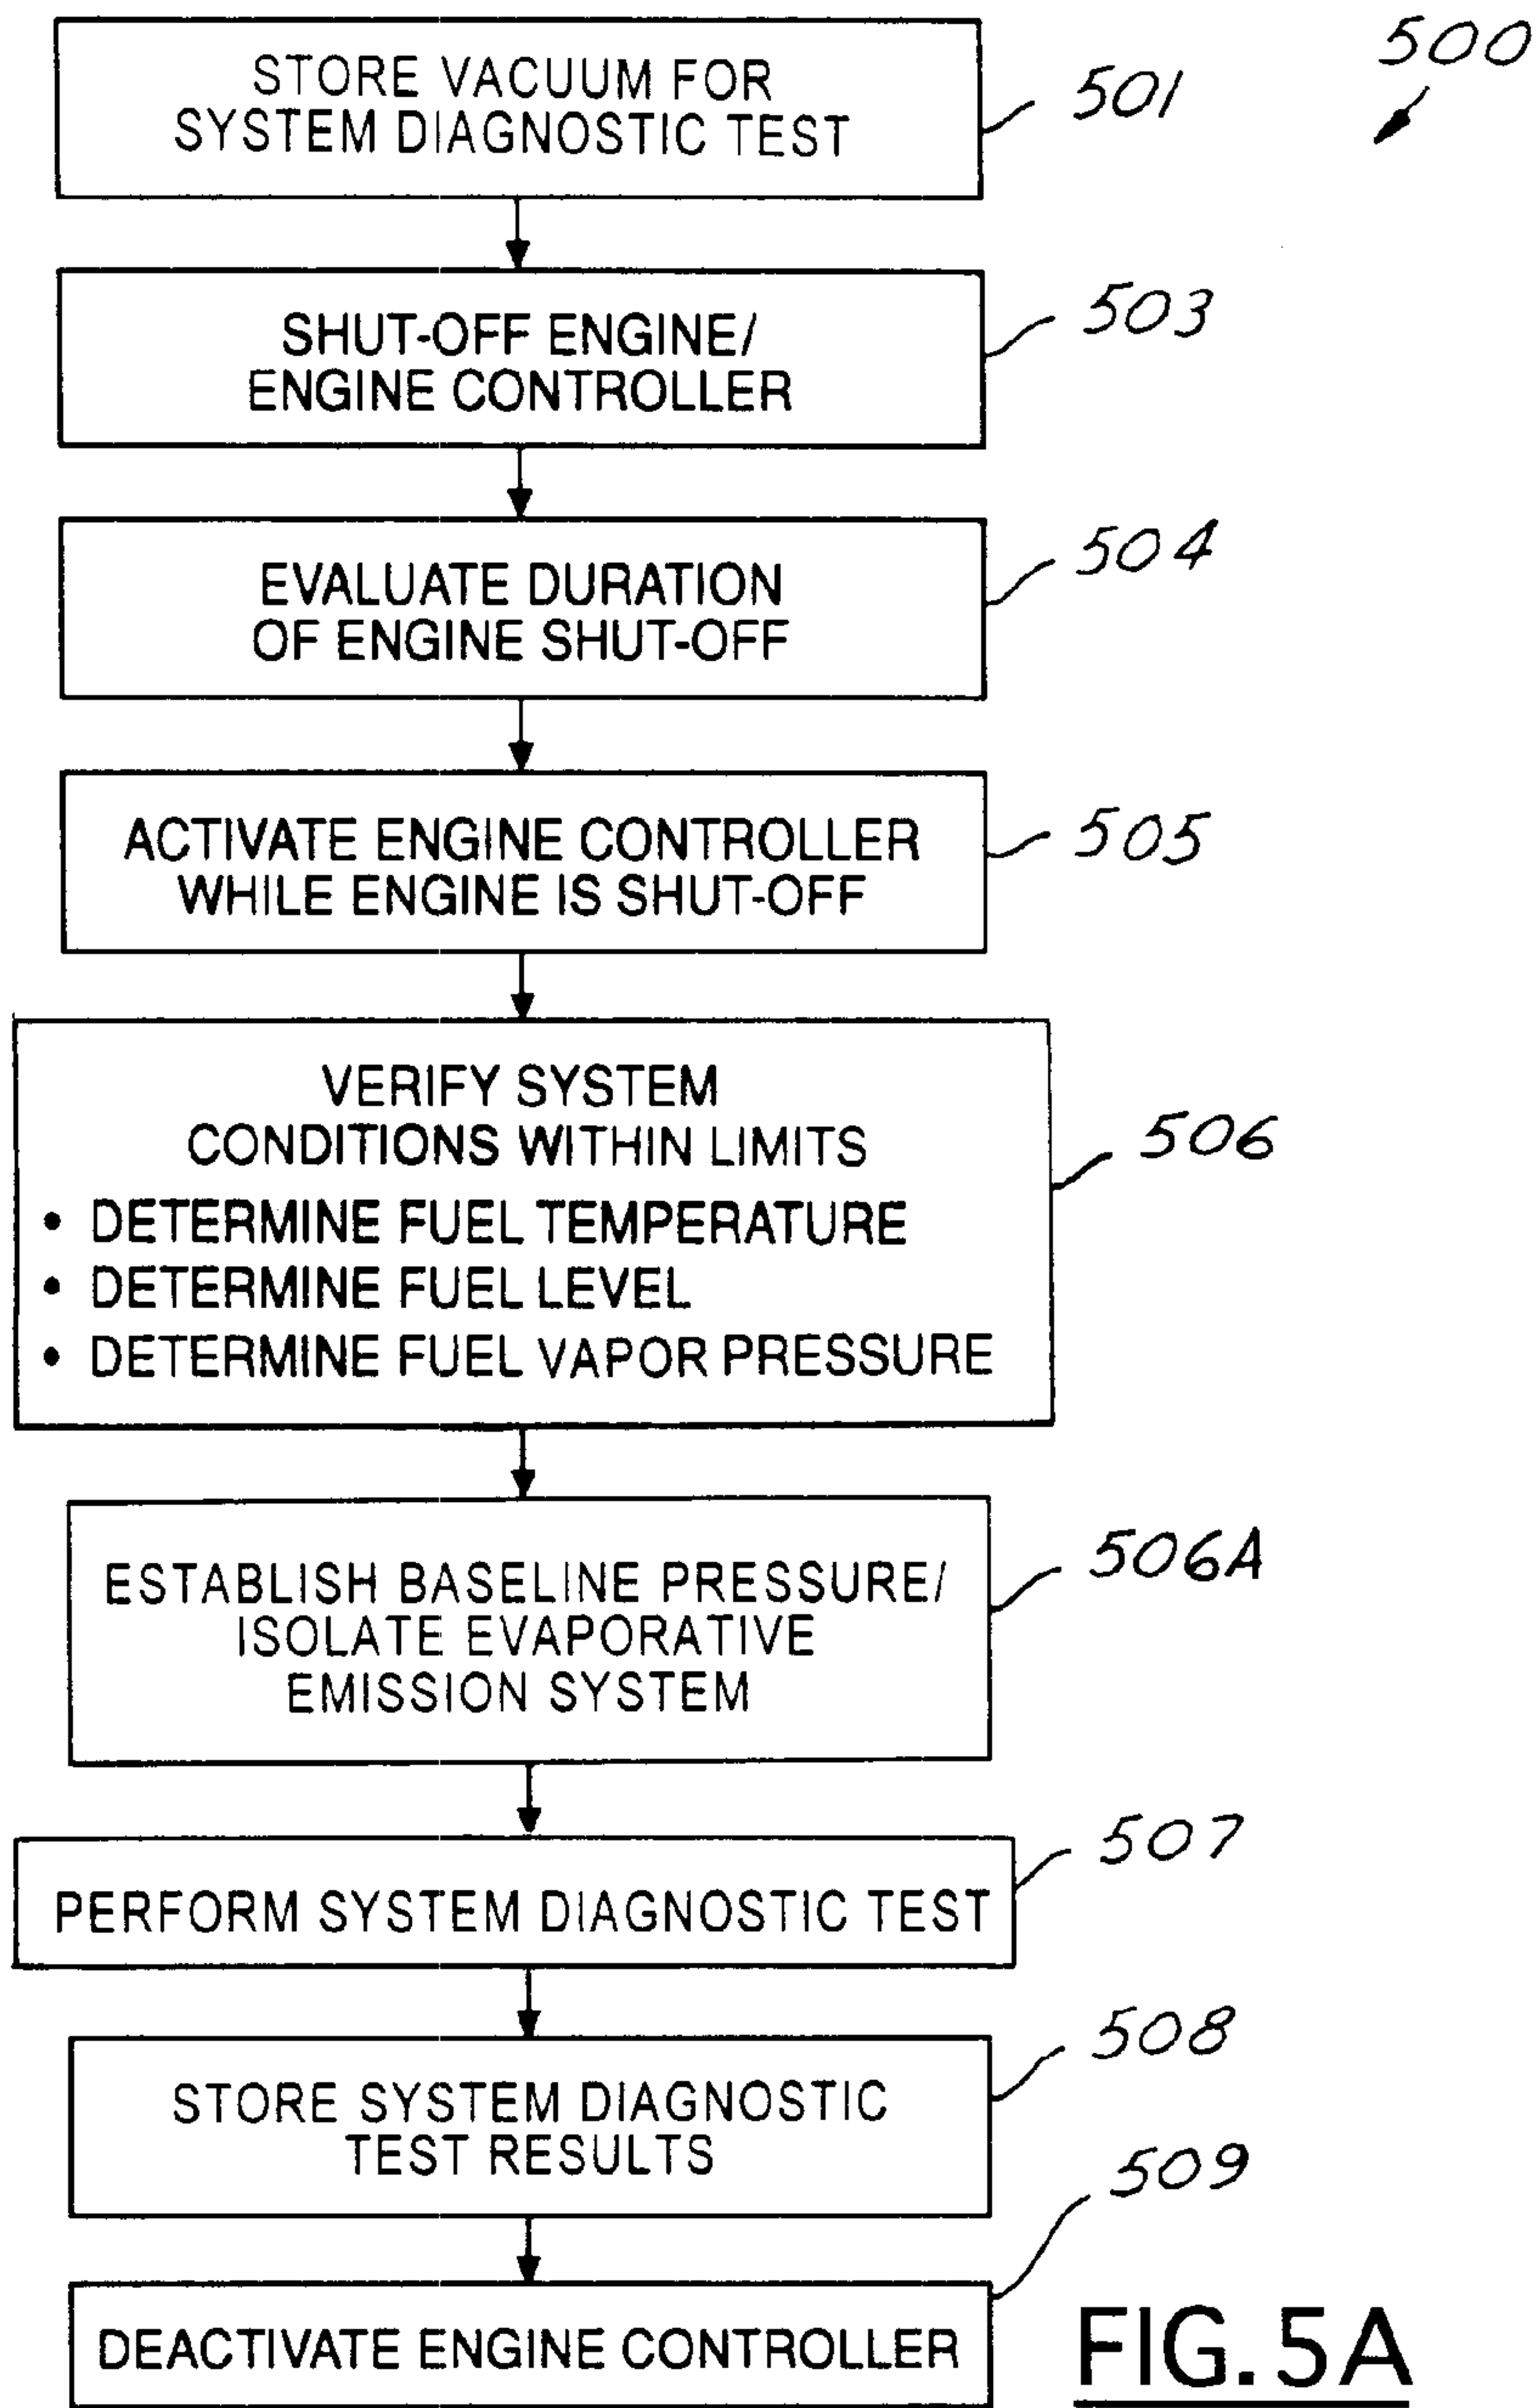 500
STORE VACUUM FOR
SYSTEM DIAGNOSTIC TEST
501
SHUT-OFF ENGINE/
ENGINE CONTROLLER
503
EVALUATE DURATION
OF ENGINE SHUT-OFF
504
ACTIVATE ENGINE CONTROLLER
WHILE ENGINE IS SHUT-OFF
505
VERIFY SYSTEM
CONDITIONS WITHIN LIMITS
• DETERMINE FUEL TEMPERATURE
• DETERMINE FUEL LEVEL
• DETERMINE FUEL VAPOR PRESSURE
506
ESTABLISH BASELINE PRESSURE/
ISOLATE EVAPORATIVE
EMISSION SYSTEM
506A
PERFORM SYSTEM DIAGNOSTIC TEST
507
STORE SYSTEM DIAGNOSTIC
TEST RESULTS
508
DEACTIVATE ENGINE CONTROLLER
509
FIG. 5A